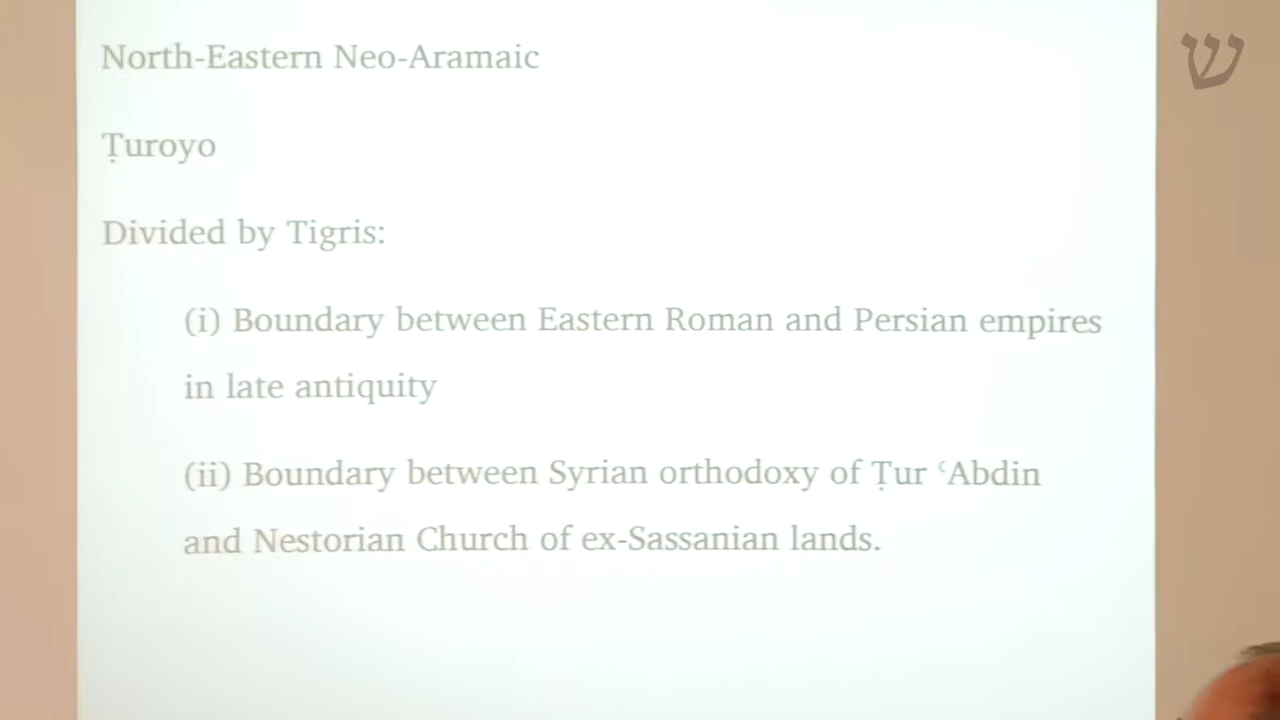 ש
North-Eastern Neo-Aramaic
Ṭuroyo
Divided by Tigris:
(i) Boundary between Eastern Roman and Persian empires
in late antiquity
(ii) Boundary between Syrian orthodoxy of Ṭur ʿAbdin
and Nestorian Church of ex-Sassanian lands.